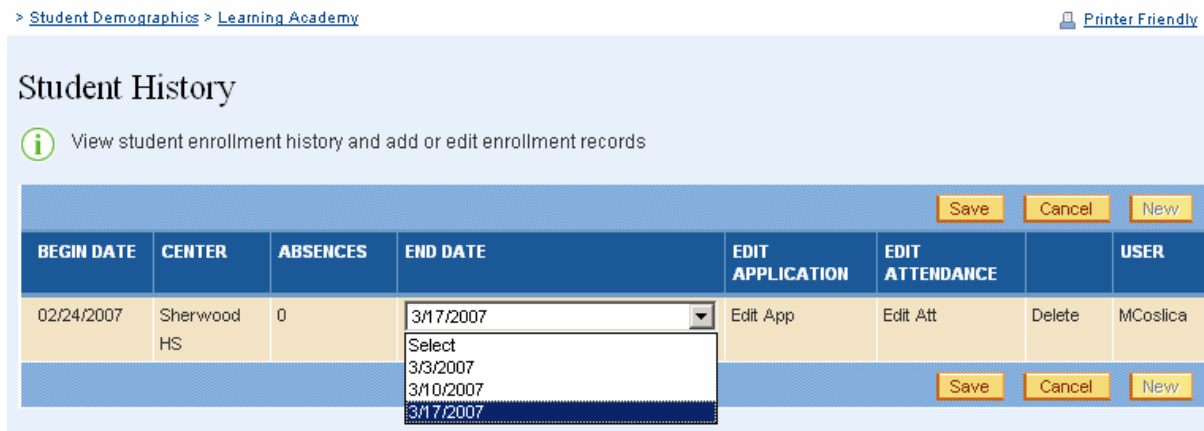 > Student Demographics > Learning Academy
Printer Friendly
Student History
i View student enrollment history and add or edit enrollment records
Save Cancel New
BEGIN DATE CENTER ABSENCES END DATE EDIT APPLICATION EDIT ATTENDANCE USER
02/24/2007 Sherwood HS 0 3/17/2007 Edit App Edit Att Delete MCoslica
Select
3/3/2007
3/10/2007
3/17/2007
Save Cancel New